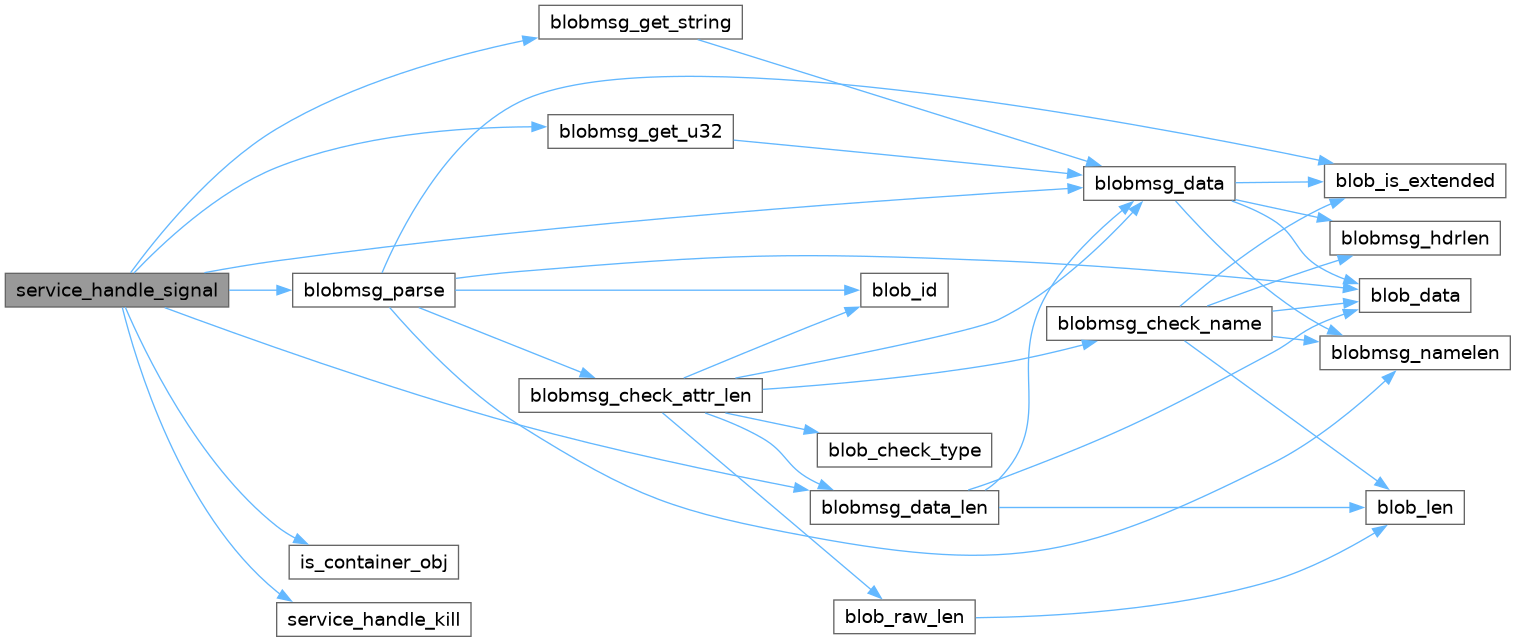 blobmsg_get_string
blobmsg_get_u32
blobmsg_data
blob_is_extended
blobmsg_hdrlen
service_handle_signal
blobmsg_parse
blob_id
blob_data
blobmsg_check_name
blobmsg_namelen
blobmsg_check_attr_len
blob_check_type
blobmsg_data_len
blob_len
is_container_obj
service_handle_kill
blob_raw_len